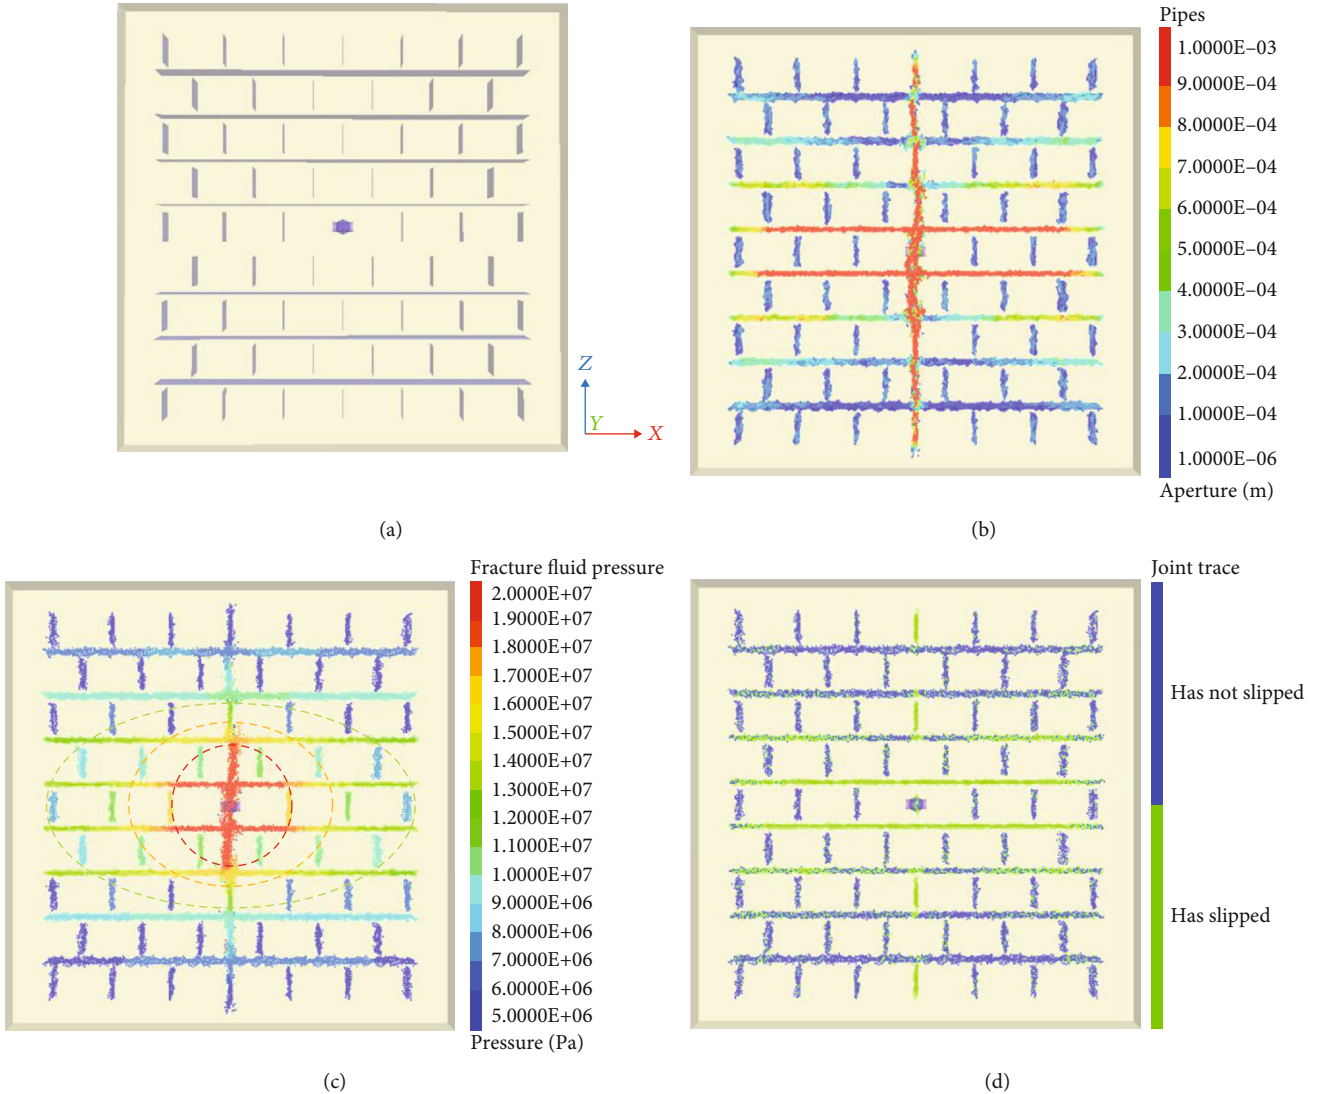 Z
Y
X
(a)
Pipes
1.0000E–03
9.0000E–04
8.0000E–04
7.0000E–04
6.0000E–04
5.0000E–04
4.0000E–04
3.0000E–04
2.0000E–04
1.0000E–04
1.0000E–06
Aperture (m)
(b)
Fracture fluid pressure
2.0000E+07
1.9000E+07
1.8000E+07
1.7000E+07
1.6000E+07
1.5000E+07
1.4000E+07
1.3000E+07
1.2000E+07
1.1000E+07
1.0000E+07
9.0000E+06
8.0000E+06
7.0000E+06
6.0000E+06
5.0000E+06
Pressure (Pa)
(c)
Joint trace
Has not slipped
Has slipped
(d)